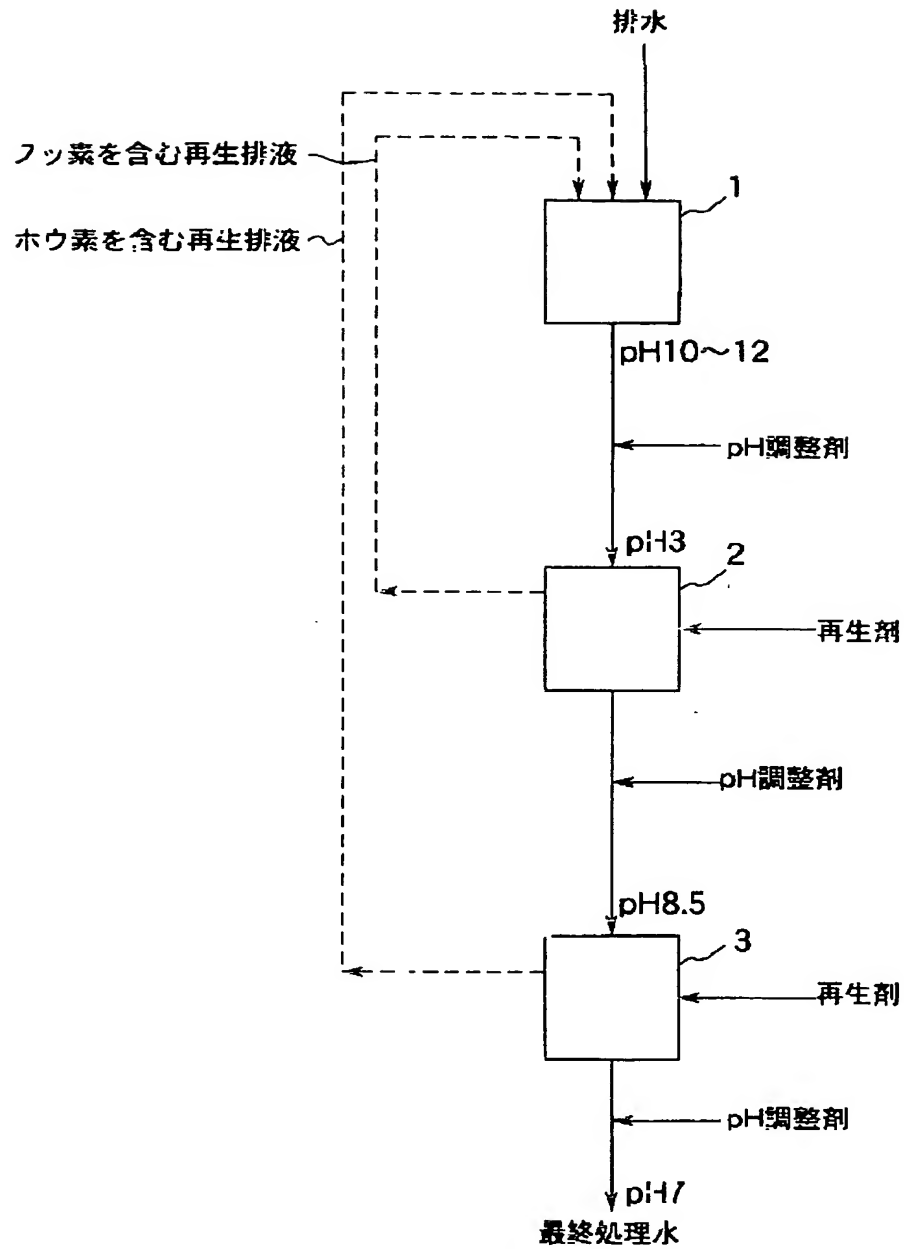 排水
フッ素を含む再生排液
ホウ素を含む再生排液
1
pH10～12
pH調整剤
pH3
2
再生剤
pH調整剤
pH8.5
3
再生剤
pH調整剤
pH7
最終処理水